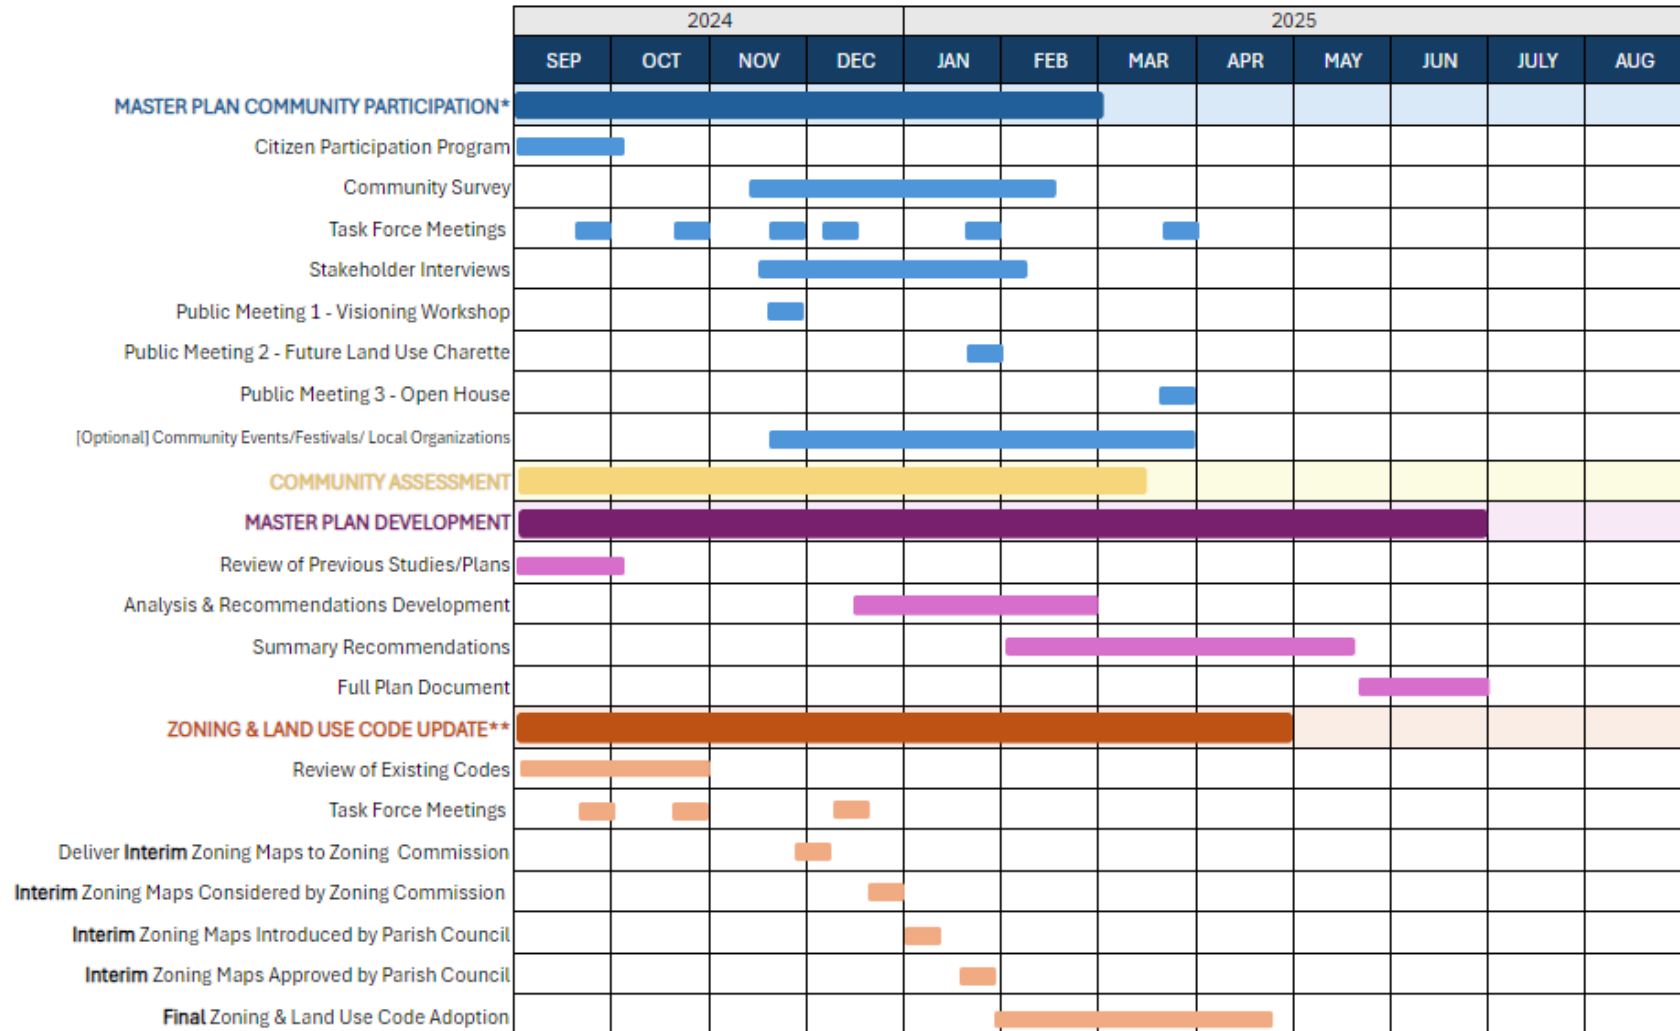 2024 2025
SEP OCT NOV DEC JAN FEB MAR APR MAY JUN JULY AUG
MASTER PLAN COMMUNITY PARTICIPATION*
Citizen Participation Program
Community Survey
Task Force Meetings
Stakeholder Interviews
Public Meeting 1 - Visioning Workshop
Public Meeting 2 - Future Land Use Charette
Public Meeting 3 - Open House
[Optional] Community Events/Festivals/ Local Organizations
COMMUNITY ASSESSMENT
MASTER PLAN DEVELOPMENT
Review of Previous Studies/Plans
Analysis & Recommendations Development
Summary Recommendations
Full Plan Document
ZONING & LAND USE CODE UPDATE**
Review of Existing Codes
Task Force Meetings
Deliver Interim Zoning Maps to Zoning Commission
Interim Zoning Maps Considered by Zoning Commission
Interim Zoning Maps Introduced by Parish Council
Interim Zoning Maps Approved by Parish Council
Final Zoning & Land Use Code Adoption